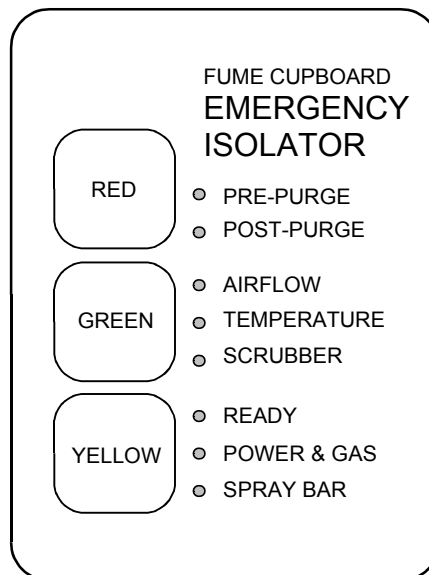 FUME CUPBOARD
EMERGENCY
ISOLATOR
RED
PRE-PURGE
POST-PURGE
GREEN
AIRFLOW
TEMPERATURE
SCRUBBER
YELLOW
READY
POWER & GAS
SPRAY BAR